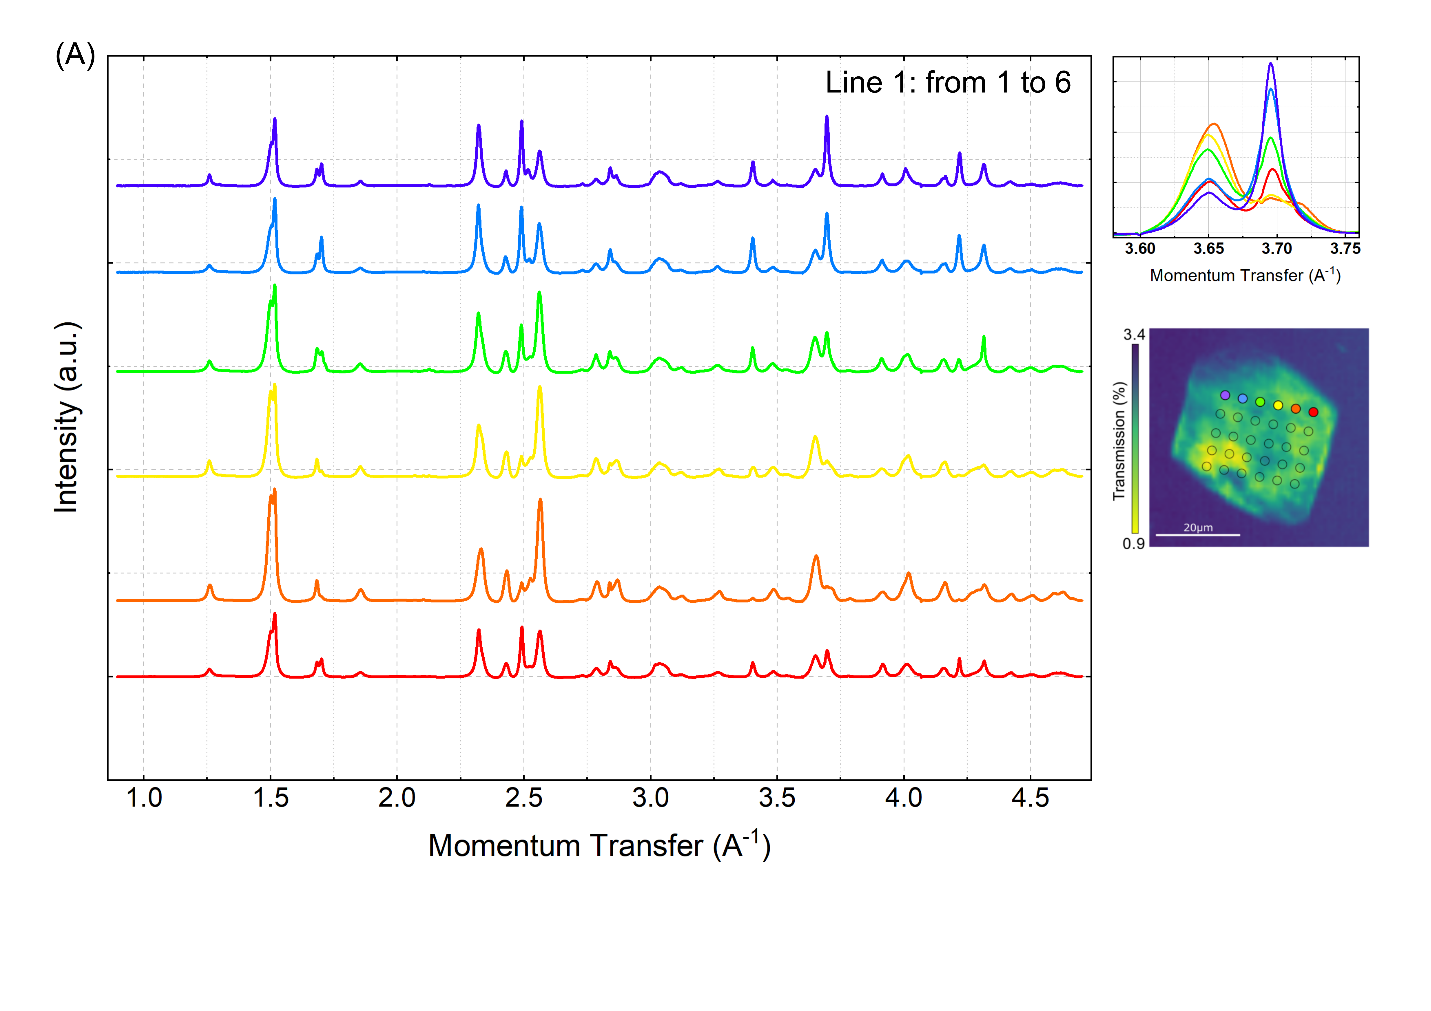 (A)
Line 1: from 1 to 6
Intensity (a.u.)
1.0 1.5 2.0 2.5 3.0 3.5 4.0 4.5
Momentum Transfer (A-1)
3.60 3.65 3.70 3.75
Momentum Transfer (A-1)
3.4
Transmission (%)
0.9
20µm